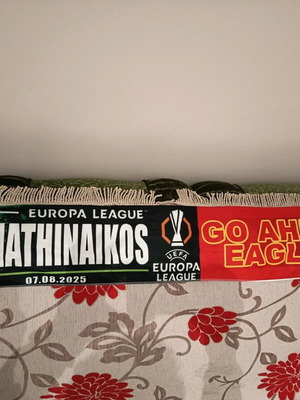 EUROPA LEAGUE
ATHINAIKOS
07.08.2025
UEFA
EUROPA
LEAGUE
GO AH
EAGL